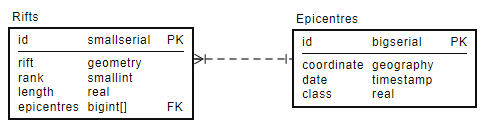 Rifts
id smallserial PK
rift geometry
rank smallint
length real
epicentres bigint[] FK
Epicentres
id bigserial PK
coordinate geography
date timestamp
class real